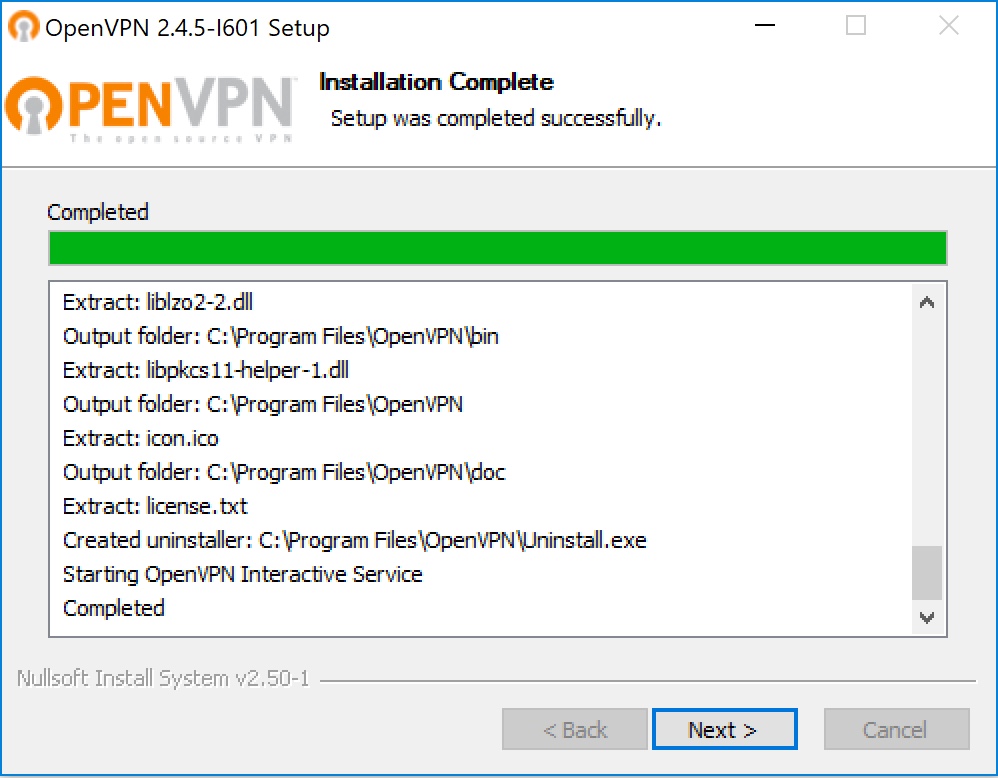 OpenVPN 2.4.5-I601 Setup
OPENVPN
The open source VPN
Installation Complete
Setup was completed successfully.
Completed
Extract: liblzo2-2.dll
Output folder: C:\Program Files\OpenVPN\bin
Extract: libpkcs11-helper-1.dll
Output folder: C:\Program Files\OpenVPN
Extract: icon.ico
Output folder: C:\Program Files\OpenVPN\doc
Extract: license.txt
Created uninstaller: C:\Program Files\OpenVPN\Uninstall.exe
Starting OpenVPN Interactive Service
Completed
Nullsoft Install System v2.50-1
< Back
Next >
Cancel